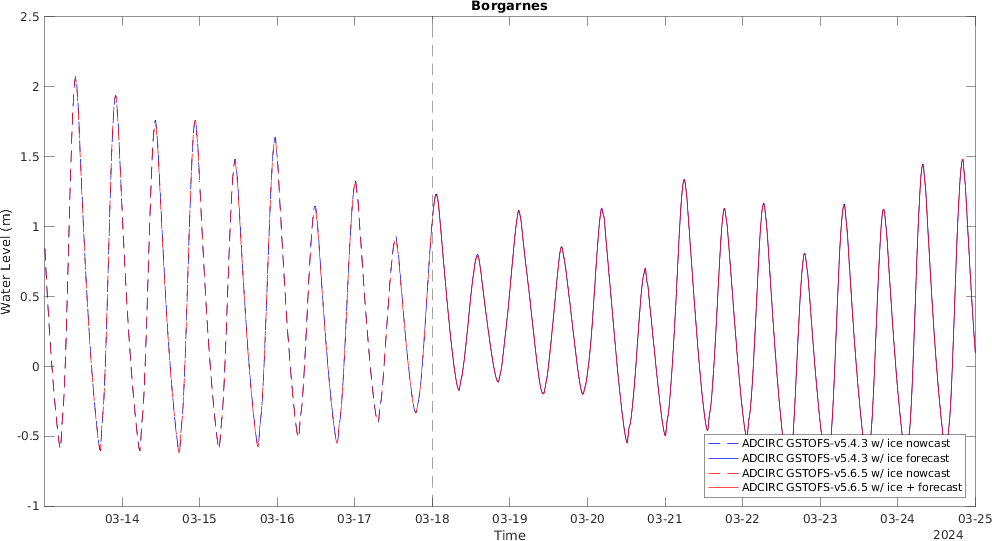 Borgarnes
2.5
2
1.5
1
0.5
0
-0.5
-1
Water Level (m)
ADCIRC GSTOFS-v5.4.3 w/ ice nowcast
ADCIRC GSTOFS-v5.4.3 w/ ice forecast
ADCIRC GSTOFS-v5.6.5 w/ ice nowcast
ADCIRC GSTOFS-v5.6.5 w/ ice + forecast
03-14 03-15 03-16 03-17 03-18 03-19 03-20 03-21 03-22 03-23 03-24 03-25
Time
2024